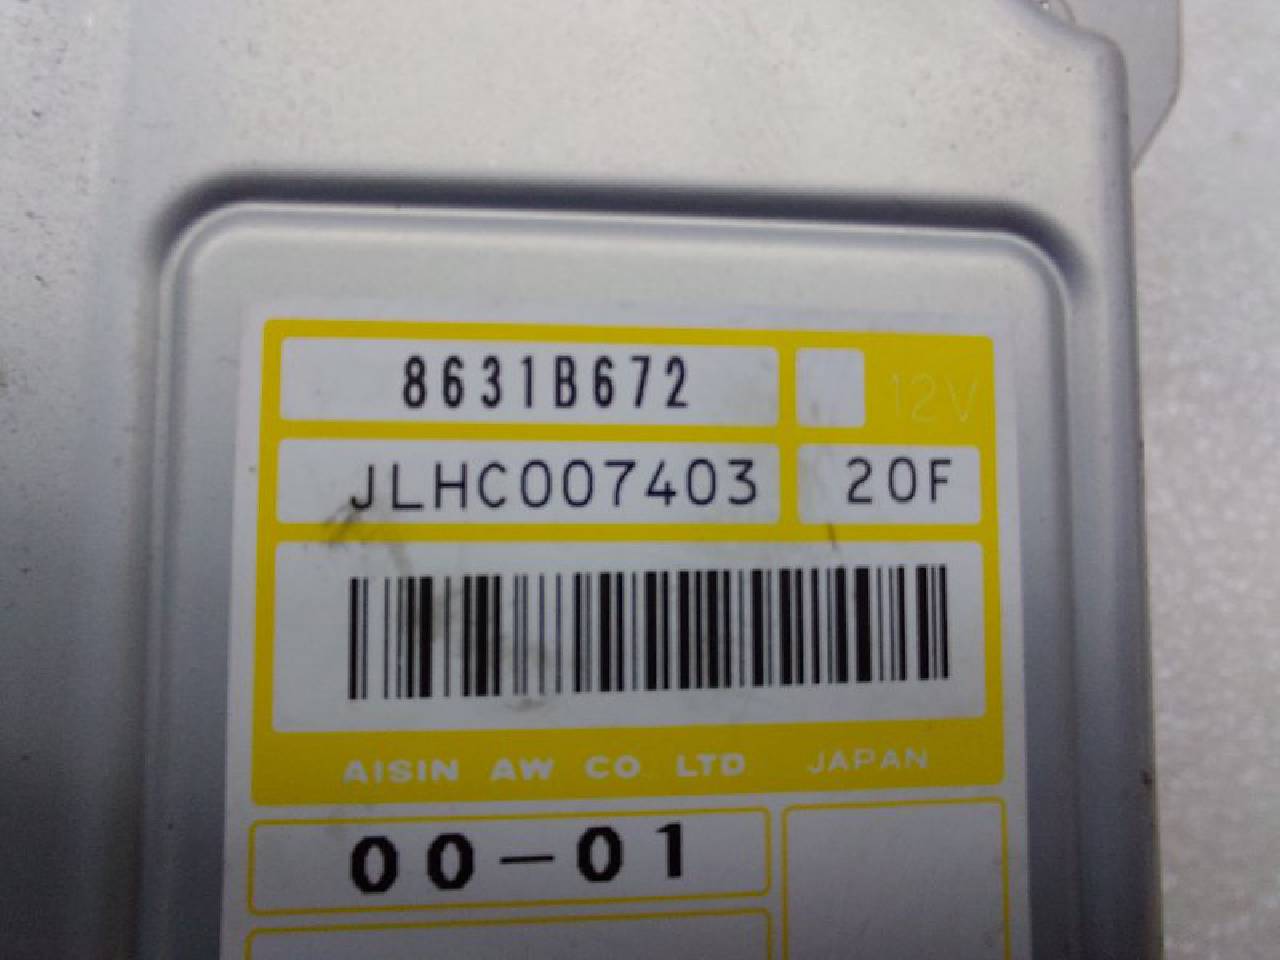 8631B672 12V
JLHC007403 20F
AISIN AW CO LTD JAPAN
00-01